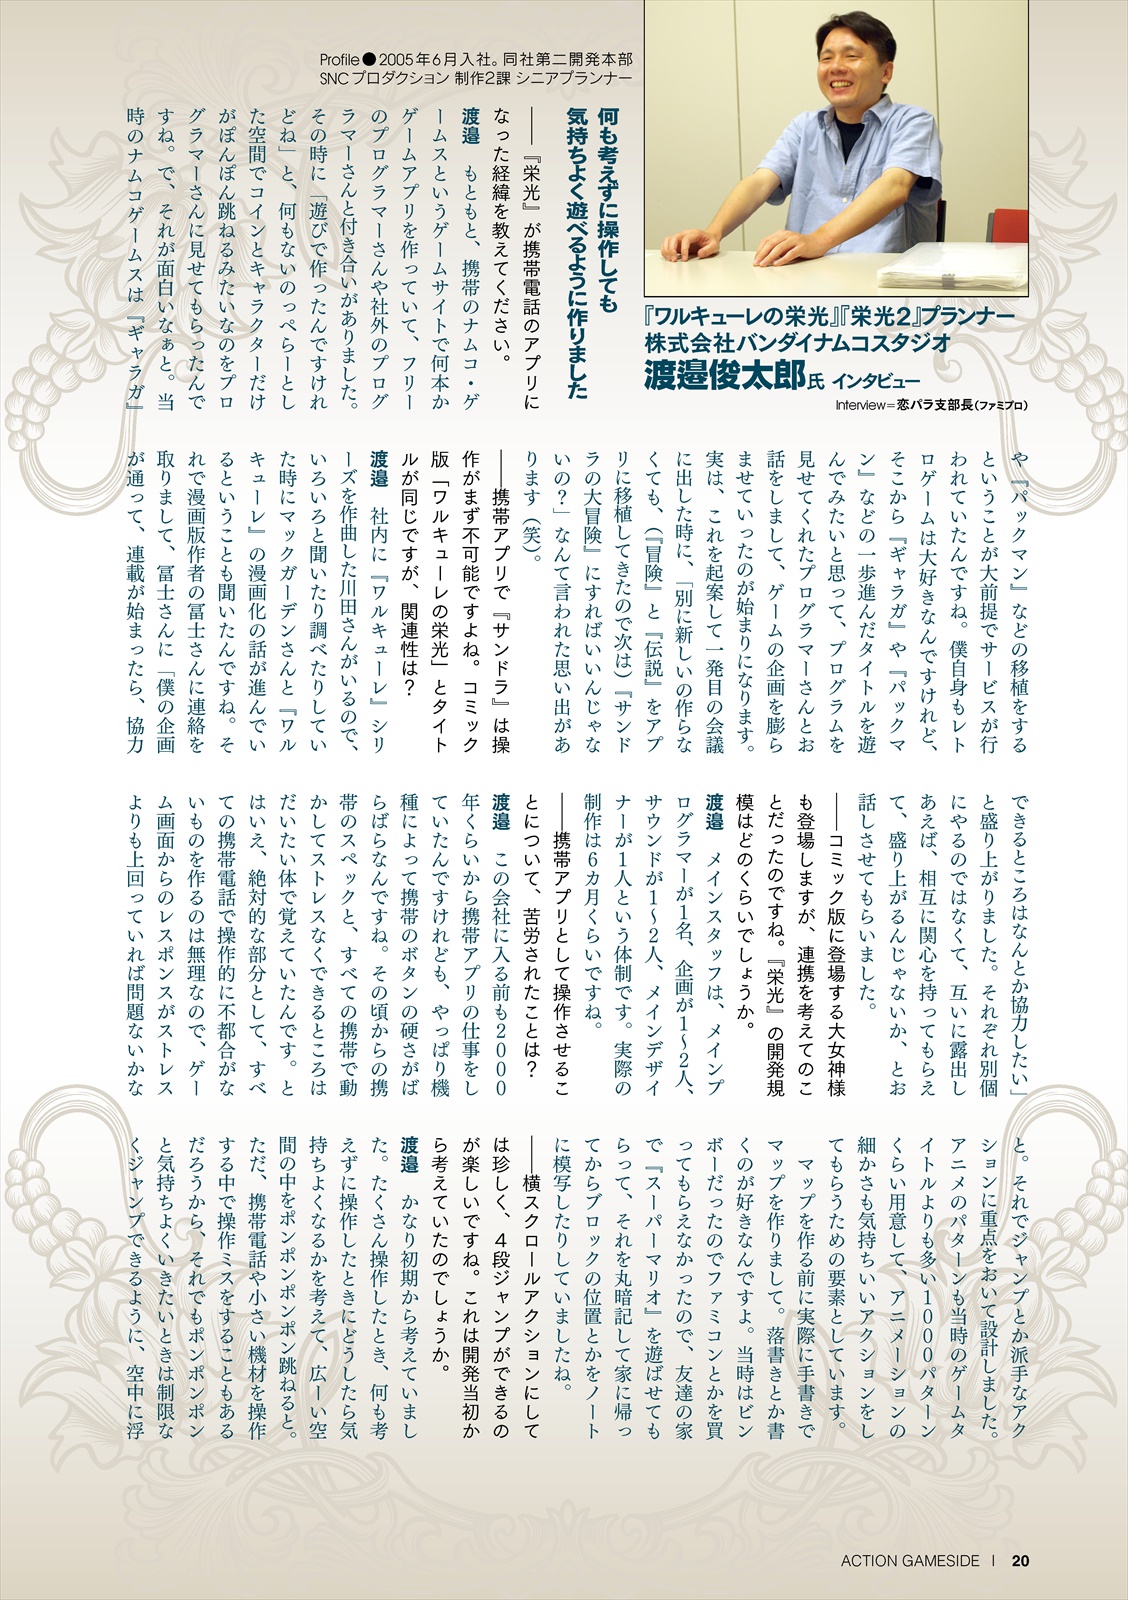 Profile●2005年6月入社。同社第二開発本部
SNCプロダクション 制作2課 シニアプランナー
『ワルキューレの栄光』『栄光2』プランナー
株式会社バンダイナムコスタジオ
渡邉俊太郎氏 インタビュー
Interview=恋パラ支部長(ファミプロ)
何も考えずに操作しても
気持ちよく遊べるように作りました
――『栄光』が携帯電話のアプリに
なった経緯を教えてください。
渡邉 もともと、携帯のナムコ・ゲ
ームスというゲームサイトで何本か
ゲームアプリを作っていて、フリー
のプログラマーさんや社外のプログ
ラマーさんと付き合いがありました。
その時に「遊びで作ったんですけれ
どね」と、何もないのっぺらーとし
た空間でコインとキャラクターだけ
がぽんぽん跳ねるみたいなのをプロ
グラマーさんに見せてもらったんで
すね。で、それが面白いなぁと。当
時のナムコゲームスは『ギャラガ』
や『パックマン』などの移植をする
ということが大前提でサービスが行
われていたんですね。僕自身もレト
ロゲームは大好きなんですけれど、
そこから『ギャラガ』や『パックマ
ン』などの一歩進んだタイトルを遊
んでみたいと思って、プログラムを
見せてくれたプログラマーさんとお
話をしまして、ゲームの企画を膨ら
ませていったのが始まりになります。
実は、これを起案して一発目の会議
に出した時に、「別に新しいの作らな
くても、(『冒険』と『伝説』をアプ
リに移植してきたので次は)『サンド
ラの大冒険』にすればいいんじゃな
いの?」なんて言われた思い出があ
ります(笑)。
――携帯アプリで『サンドラ』は操
作がまず不可能ですよね。コミック
版「ワルキューレの栄光」とタイト
ルが同じですが、関連性は?
渡邉 社内に『ワルキューレ』シリ
ーズを作曲した川田さんがいるので、
いろいろと聞いたり調べたりしてい
た時にマックガーデンさんと『ワル
キューレ』の漫画化の話が進んでい
るということも聞いたんですね。そ
れで漫画版作者の冨士さんに連絡を
取りまして、冨士さんに「僕の企画
が通って、連載が始まったら、協力
できるところはなんとか協力したい」
と盛り上がりました。それぞれ別個
にやるのではなくて、互いに露出し
あえば、相互に関心を持ってもらえ
て、盛り上がるんじゃないか、とお
話しさせてもらいました。
――コミック版に登場する大女神様
も登場しますが、連携を考えてのこ
とだったのですね。『栄光』の開発規
模はどのくらいでしょうか。
渡邉 メインスタッフは、メインプ
ログラマーが1名、企画が1〜2人、
サウンドが1〜2人、メインデザイ
ナーが1人という体制です。実際の
制作は6カ月くらいですね。
――携帯アプリとして操作させるこ
とについて、苦労されたことは?
渡邉 この会社に入る前も2000
年くらいから携帯アプリの仕事をし
ていたんですけれども、やっぱり機
種によって携帯のボタンの硬さがば
らばらなんですね。その頃からの携
帯のスペックと、すべての携帯で動
かしてストレスなくできるところは
だいたい体で覚えていたんです。と
はいえ、絶対的な部分として、すべ
ての携帯電話で操作的に不都合がな
いものを作るのは無理なので、ゲー
ム画面からのレスポンスがストレス
よりも上回っていれば問題ないかな
と。それでジャンプとか派手なアク
ションに重点をおいて設計しました。
アニメのパターンも当時のゲームタ
イトルよりも多い1000パターン
くらい用意して、アニメーションの
細かさも気持ちいいアクションをし
てもらうための要素としています。
 マップを作る前に実際に手書きで
マップを作りまして。落書きとか書
くのが好きなんですよ。当時はビン
ボーだったのでファミコンとかを買
ってもらえなかったので、友達の家
で『スーパーマリオ』を遊ばせても
らって、それを丸暗記して家に帰っ
てからブロックの位置とかをノート
に模写したりしていましたね。
――横スクロールアクションにして
は珍しく、4段ジャンプができるの
が楽しいですね。これは開発当初か
ら考えていたのでしょうか。
渡邉 かなり初期から考えていまし
た。たくさん操作したとき、何も考
えずに操作したときにどうしたら気
持ちよくなるかを考えて、広ーい空
間の中をポンポンポンポン跳ねると。
ただ、携帯電話や小さい機材を操作
する中で操作ミスをすることもある
だろうから、それでもポンポンポン
と気持ちよくいきたいときは制限な
くジャンプできるように、空中に浮
ACTION GAMESIDE | 20